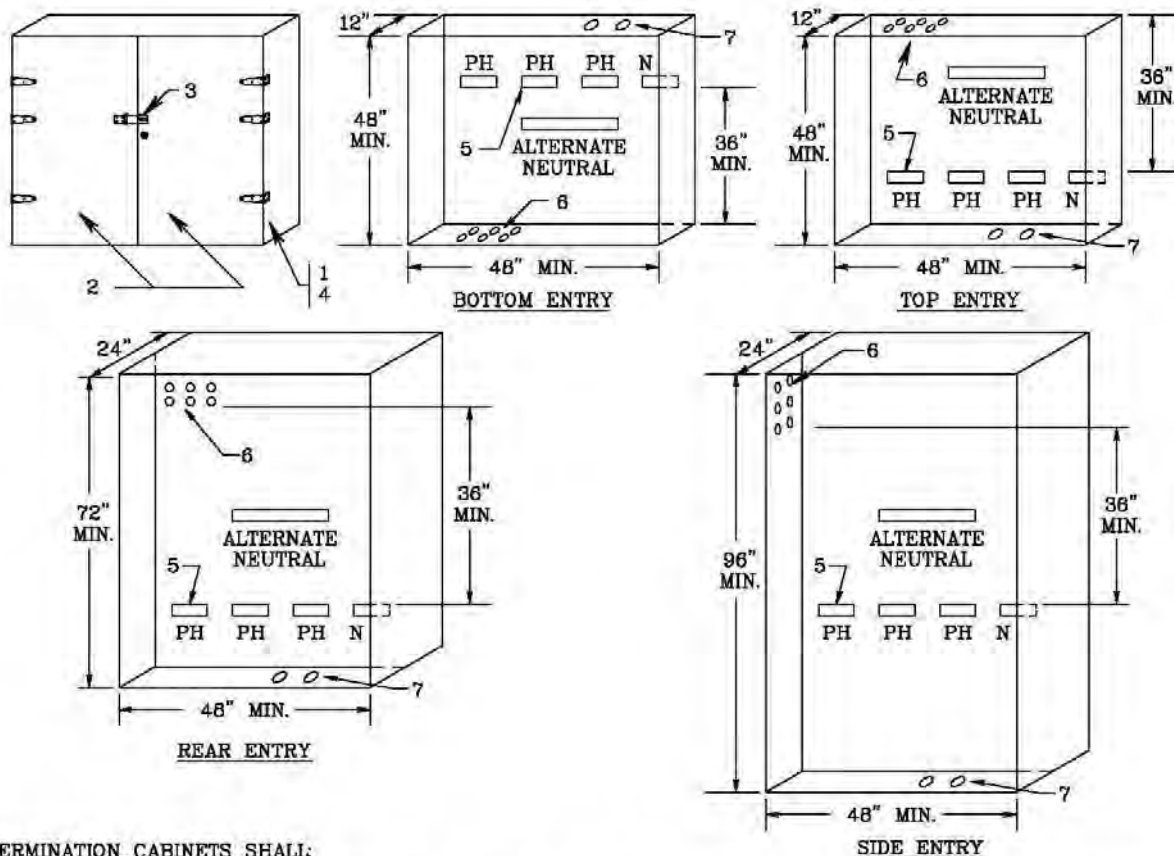 3
2
1
4
12"
7
PH PH PH N
48"
MIN.
5
ALTERNATE
NEUTRAL
36"
MIN.
6
48" MIN.
BOTTOM ENTRY
12"
6
ALTERNATE
NEUTRAL
36"
MIN.
48"
MIN.
5
PH PH PH N
7
48" MIN.
TOP ENTRY
24"
6
72"
MIN.
36"
MIN.
ALTERNATE
NEUTRAL
5
PH PH PH N
7
48" MIN.
REAR ENTRY
24"
6
96"
MIN.
36"
MIN.
ALTERNATE
NEUTRAL
5
PH PH PH N
7
48" MIN.
SIDE ENTRY
CABINETS SHALL: